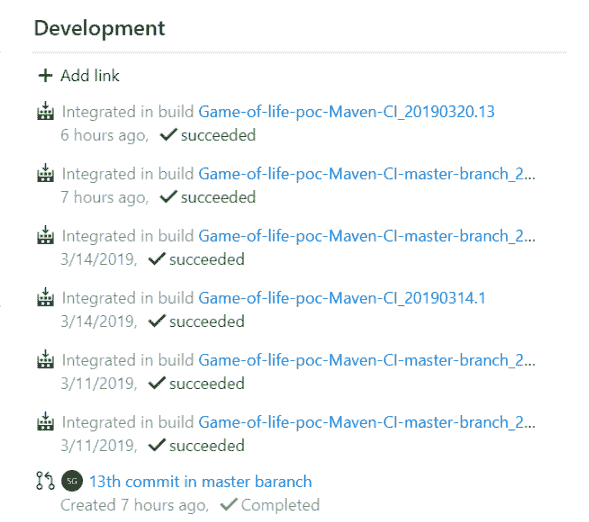 Development
+ Add link
Integrated in build Game-of-life-poc-Maven-CI_20190320.13
6 hours ago, succeeded
Integrated in build Game-of-life-poc-Maven-CI-master-branch_2...
7 hours ago, succeeded
Integrated in build Game-of-life-poc-Maven-CI-master-branch_2...
3/14/2019, succeeded
Integrated in build Game-of-life-poc-Maven-CI_20190314.1
3/14/2019, succeeded
Integrated in build Game-of-life-poc-Maven-CI-master-branch_2...
3/11/2019, succeeded
Integrated in build Game-of-life-poc-Maven-CI-master-branch_2...
3/11/2019, succeeded
SG 13th commit in master baranch
Created 7 hours ago, Completed